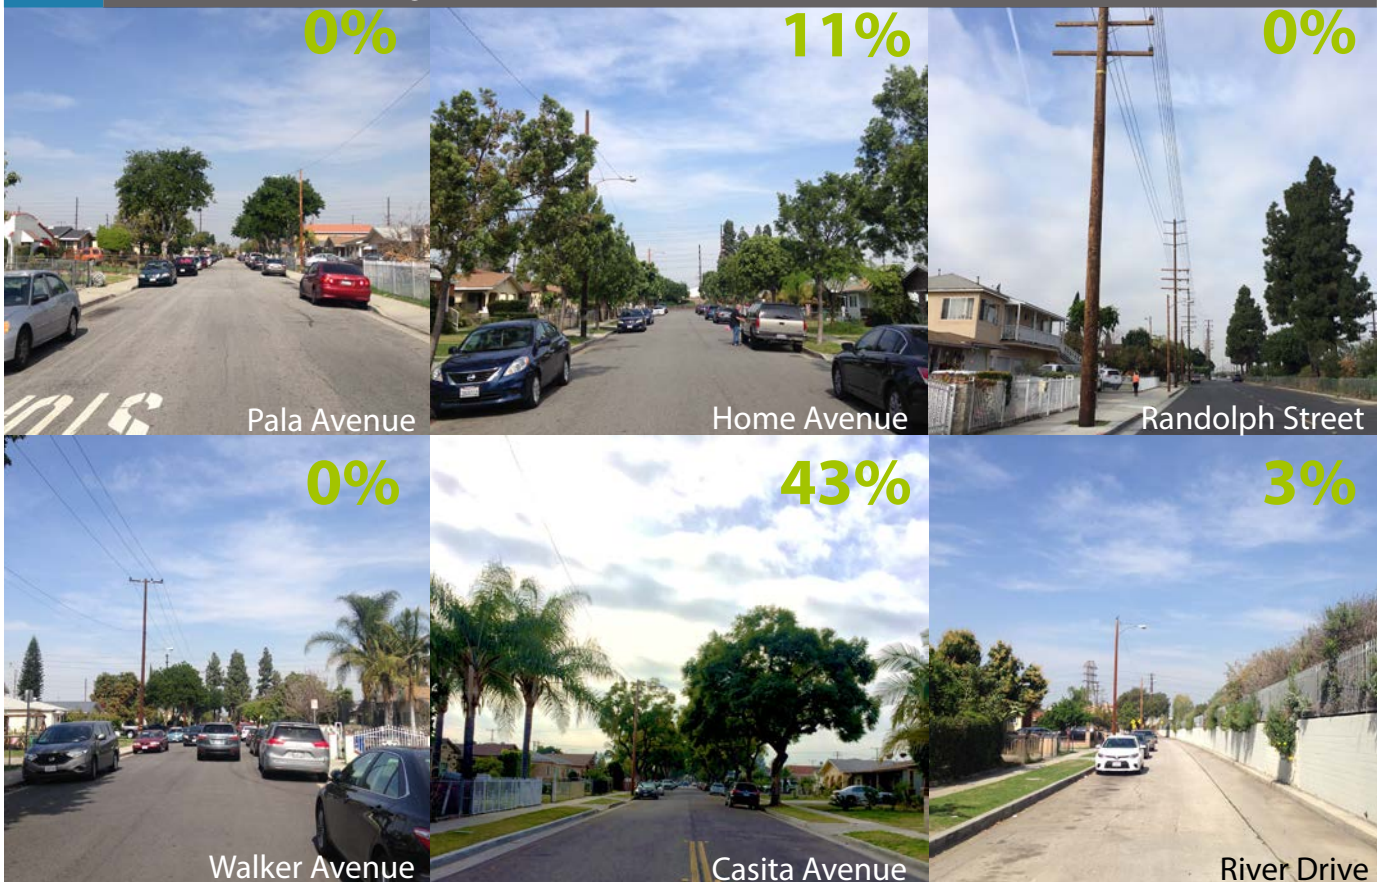 0%
11%
0%
Pala Avenue
Home Avenue
Randolph Street
0%
43%
3%
Walker Avenue
Casita Avenue
River Drive